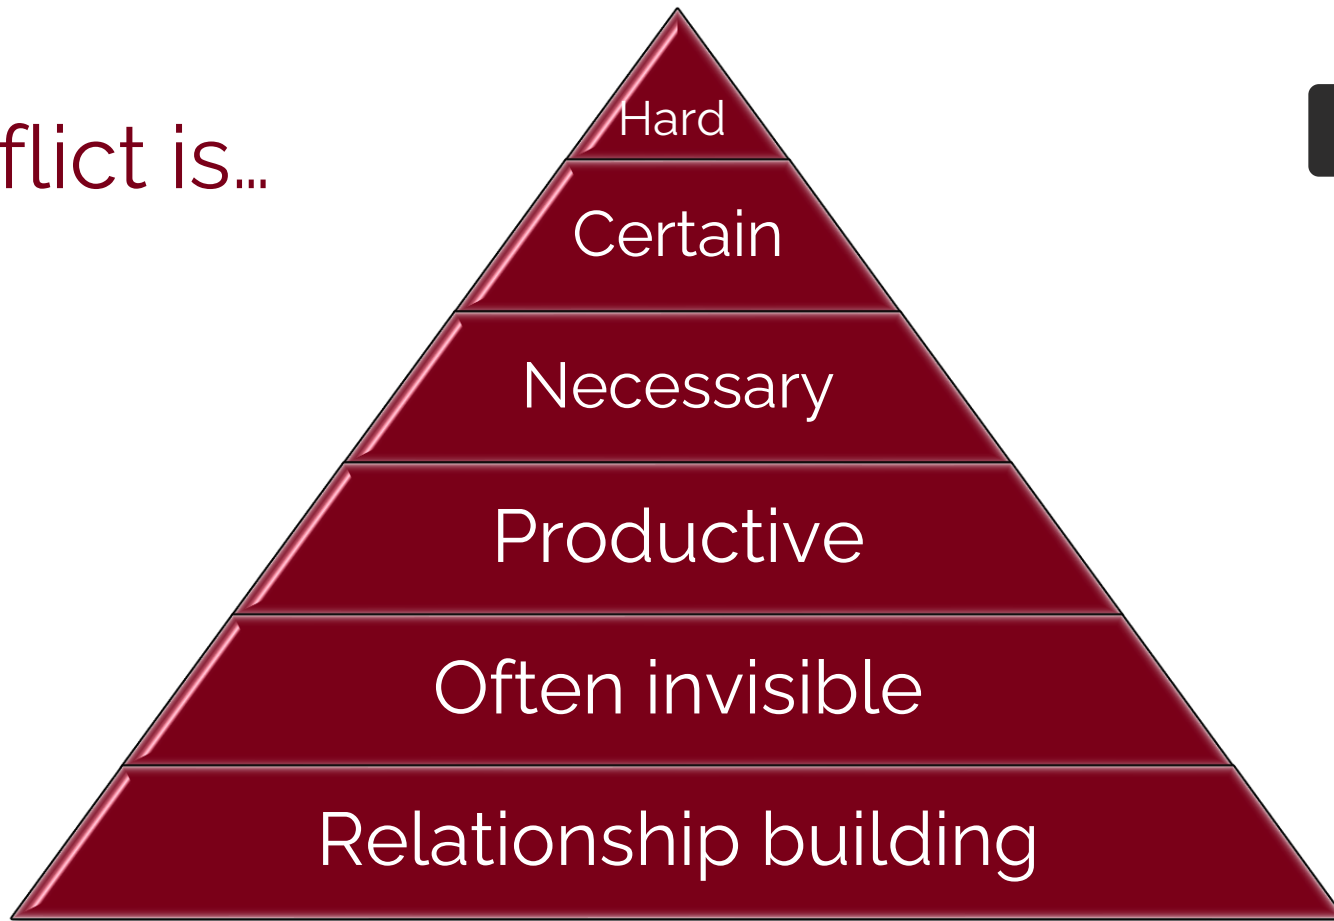 flict is...
Hard
Certain
Necessary
Productive
Often invisible
Relationship building